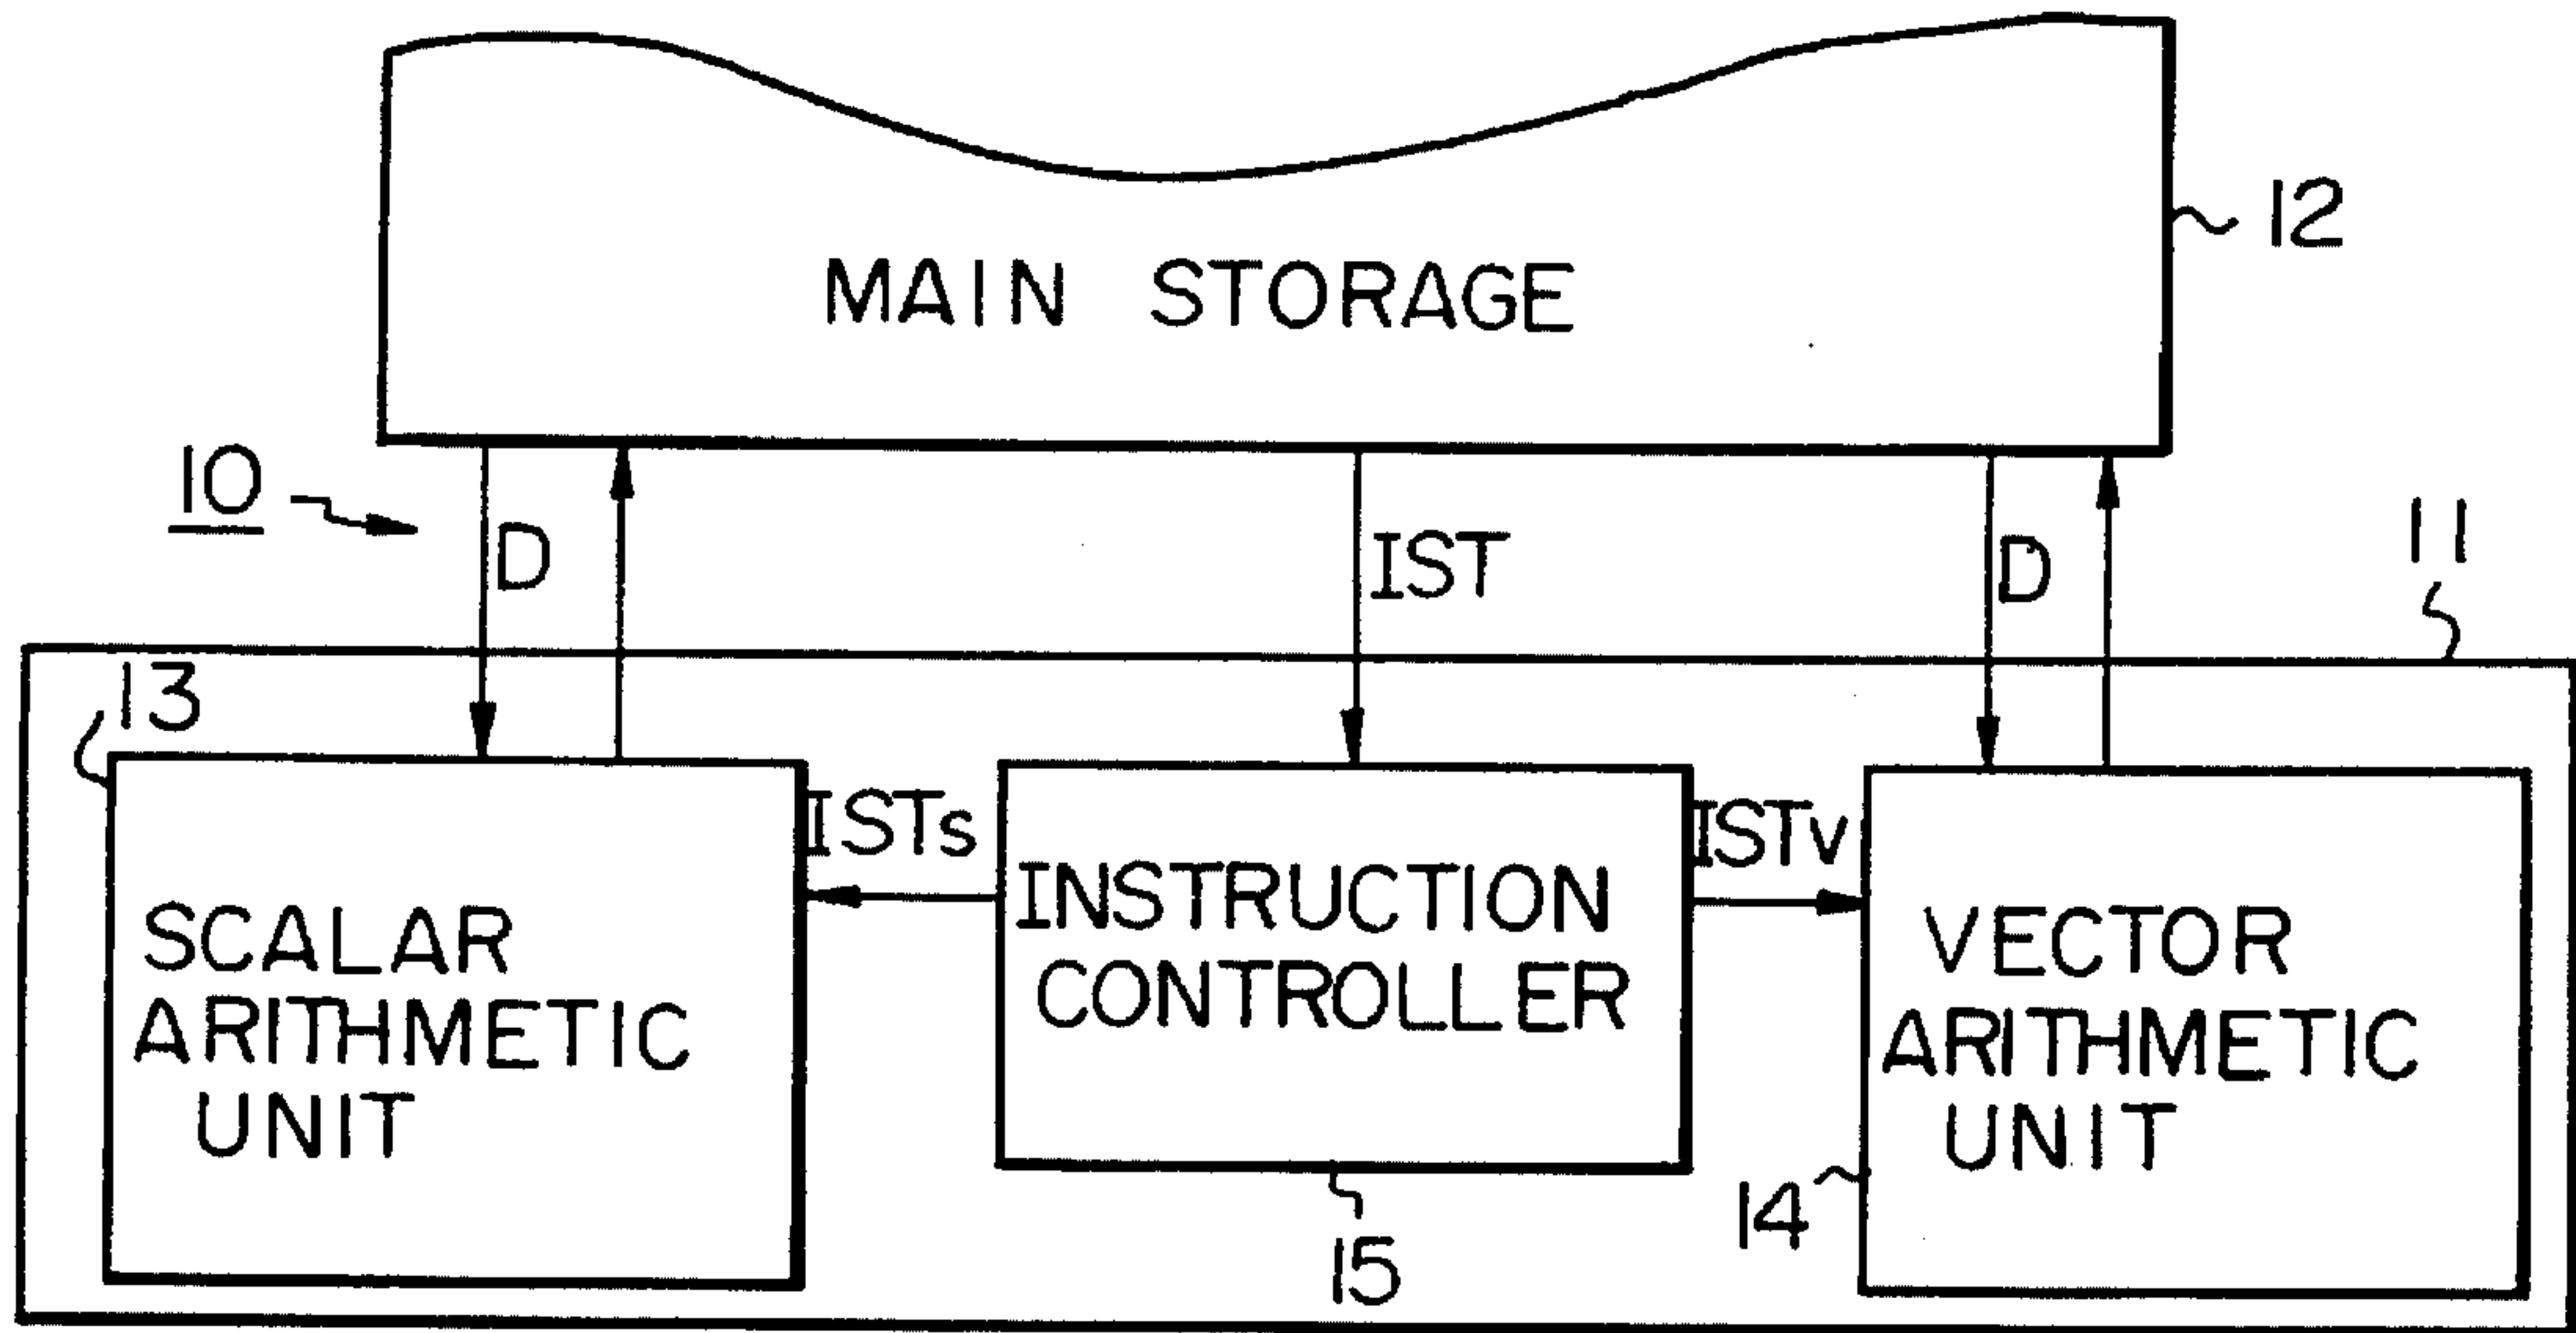 12
MAIN STORAGE
10
D
IST
D
11
13
ISTs
ISTv
INSTRUCTION
CONTROLLER
SCALAR
ARITHMETIC
UNIT
VECTOR
ARITHMETIC
UNIT
14
15